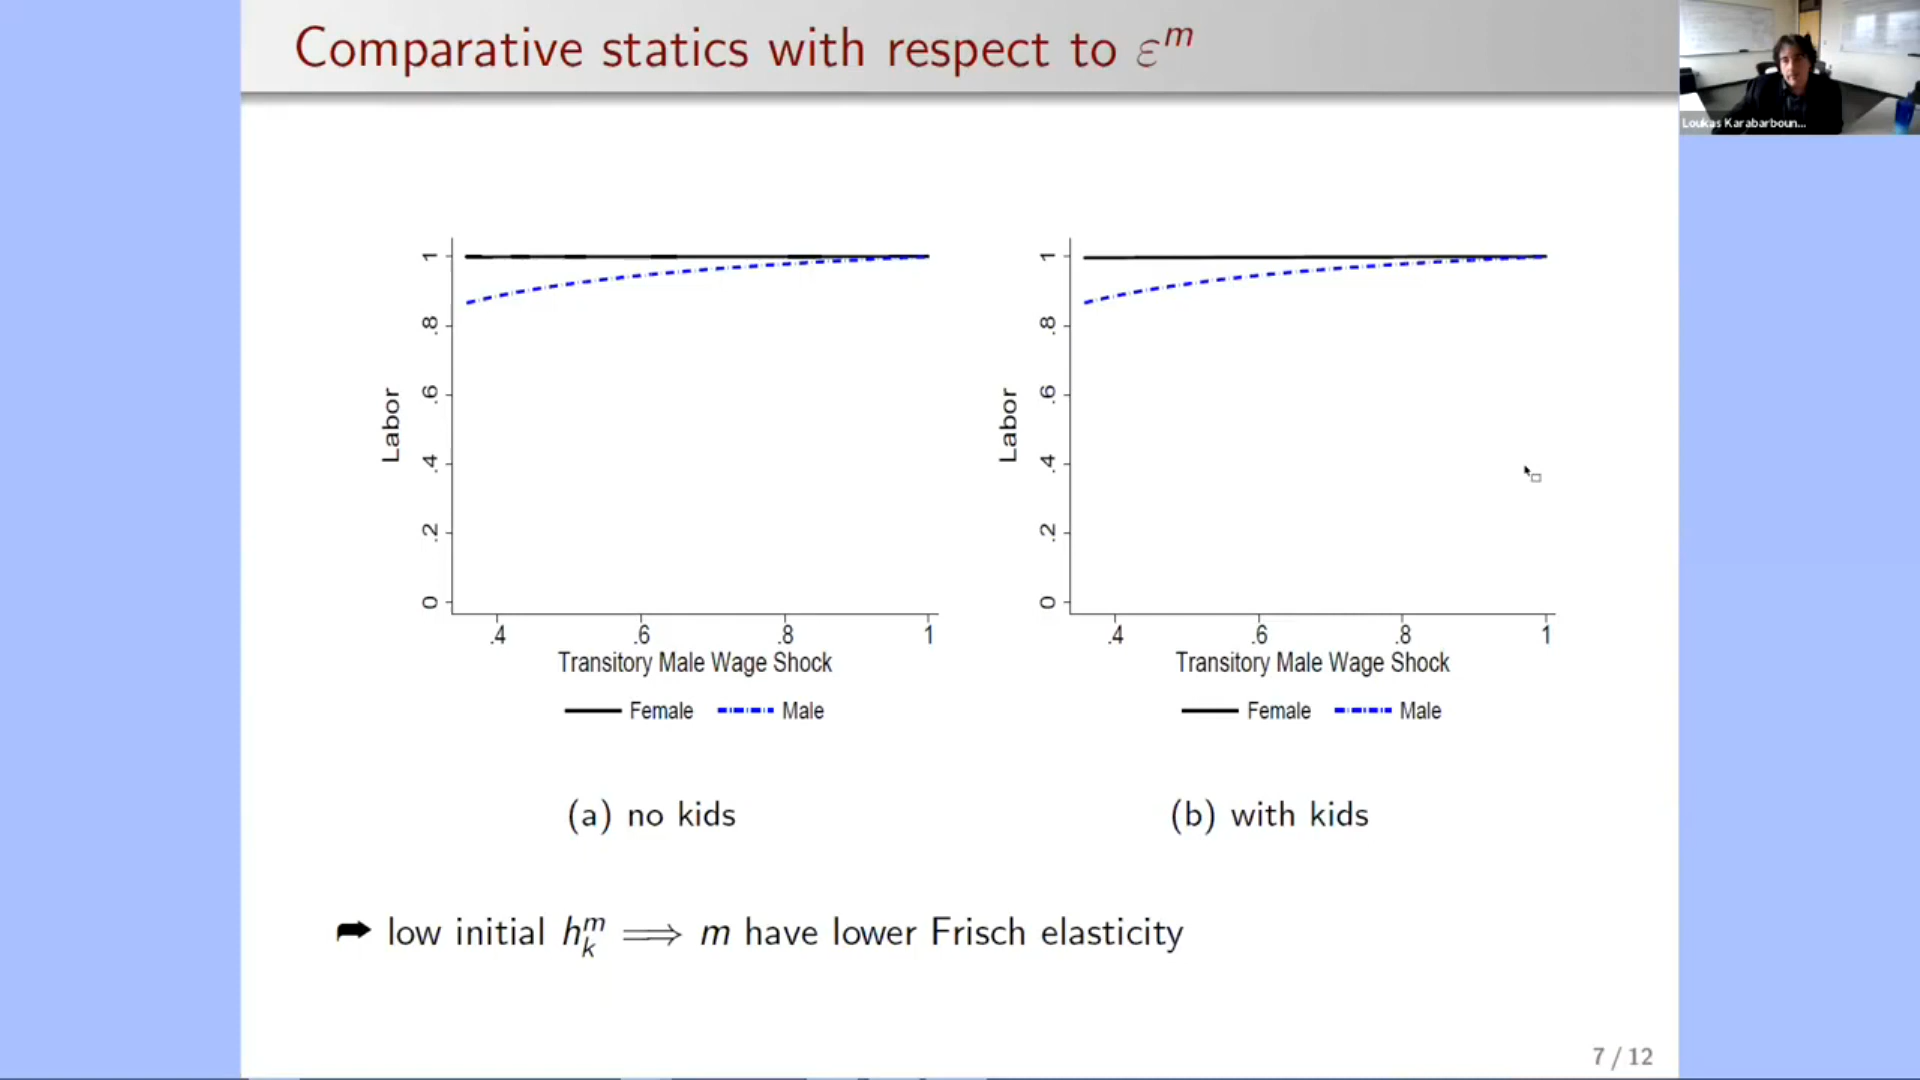 Comparative statics with respect to εᵐ
Loukas Karabarboun...
Labor
1
.8
.6
.4
.2
0
.4 .6 .8 1
Transitory Male Wage Shock
Female Male
(a) no kids
Labor
1
.8
.6
.4
.2
0
.4 .6 .8 1
Transitory Male Wage Shock
Female Male
(b) with kids
➦ low initial hₖᵐ ⟹ m have lower Frisch elasticity
7 / 12